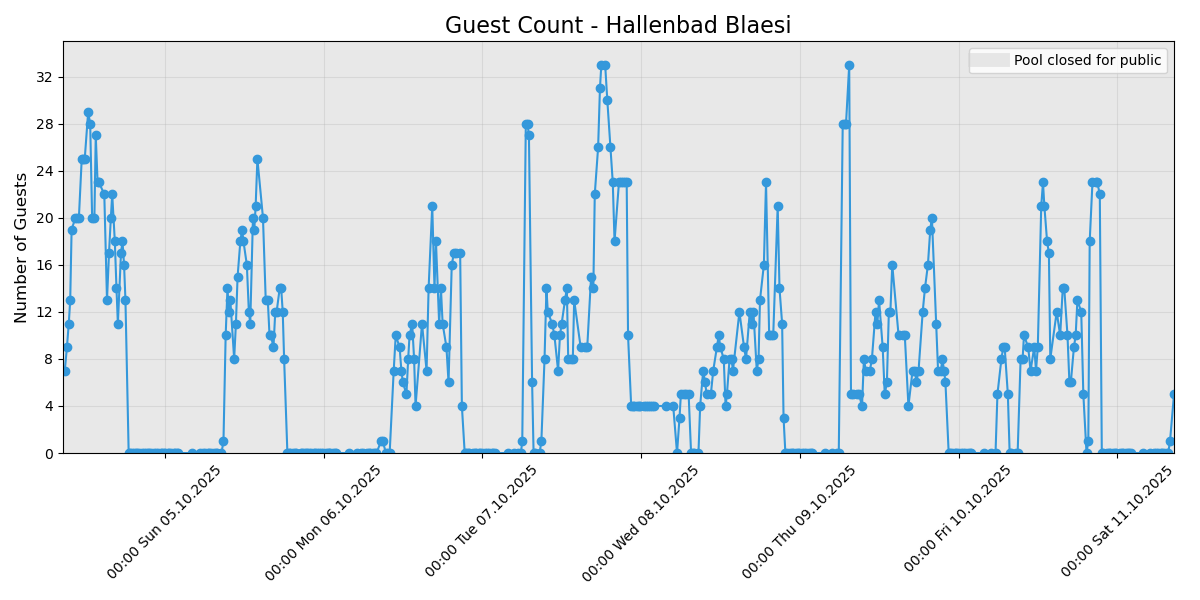 Guest Count - Hallenbad Blaesi
Pool closed for public
Number of Guests
32
28
24
20
16
12
8
4
0
00:00 Sun 05.10.2025
00:00 Mon 06.10.2025
00:00 Tue 07.10.2025
00:00 Wed 08.10.2025
00:00 Thu 09.10.2025
00:00 Fri 10.10.2025
00:00 Sat 11.10.2025